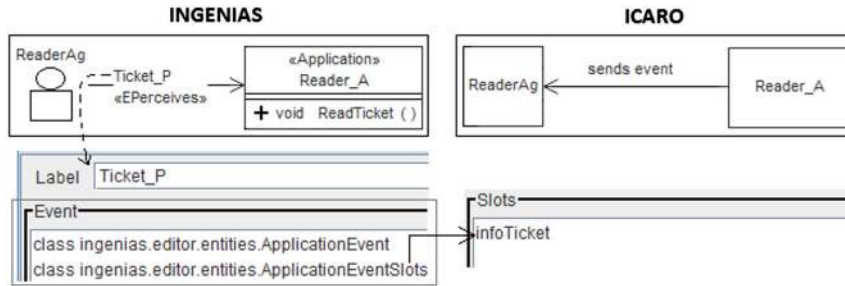 INGENIAS
ICARO
ReaderAg
Ticket_P
«EPerceives»
«Application»
Reader_A
+ void ReadTicket ( )
ReaderAg
sends event
Reader_A
Label Ticket_P
Event
class ingenias.editor.entities.ApplicationEvent
class ingenias.editor.entities.ApplicationEventSlots
Slots
infoTicket